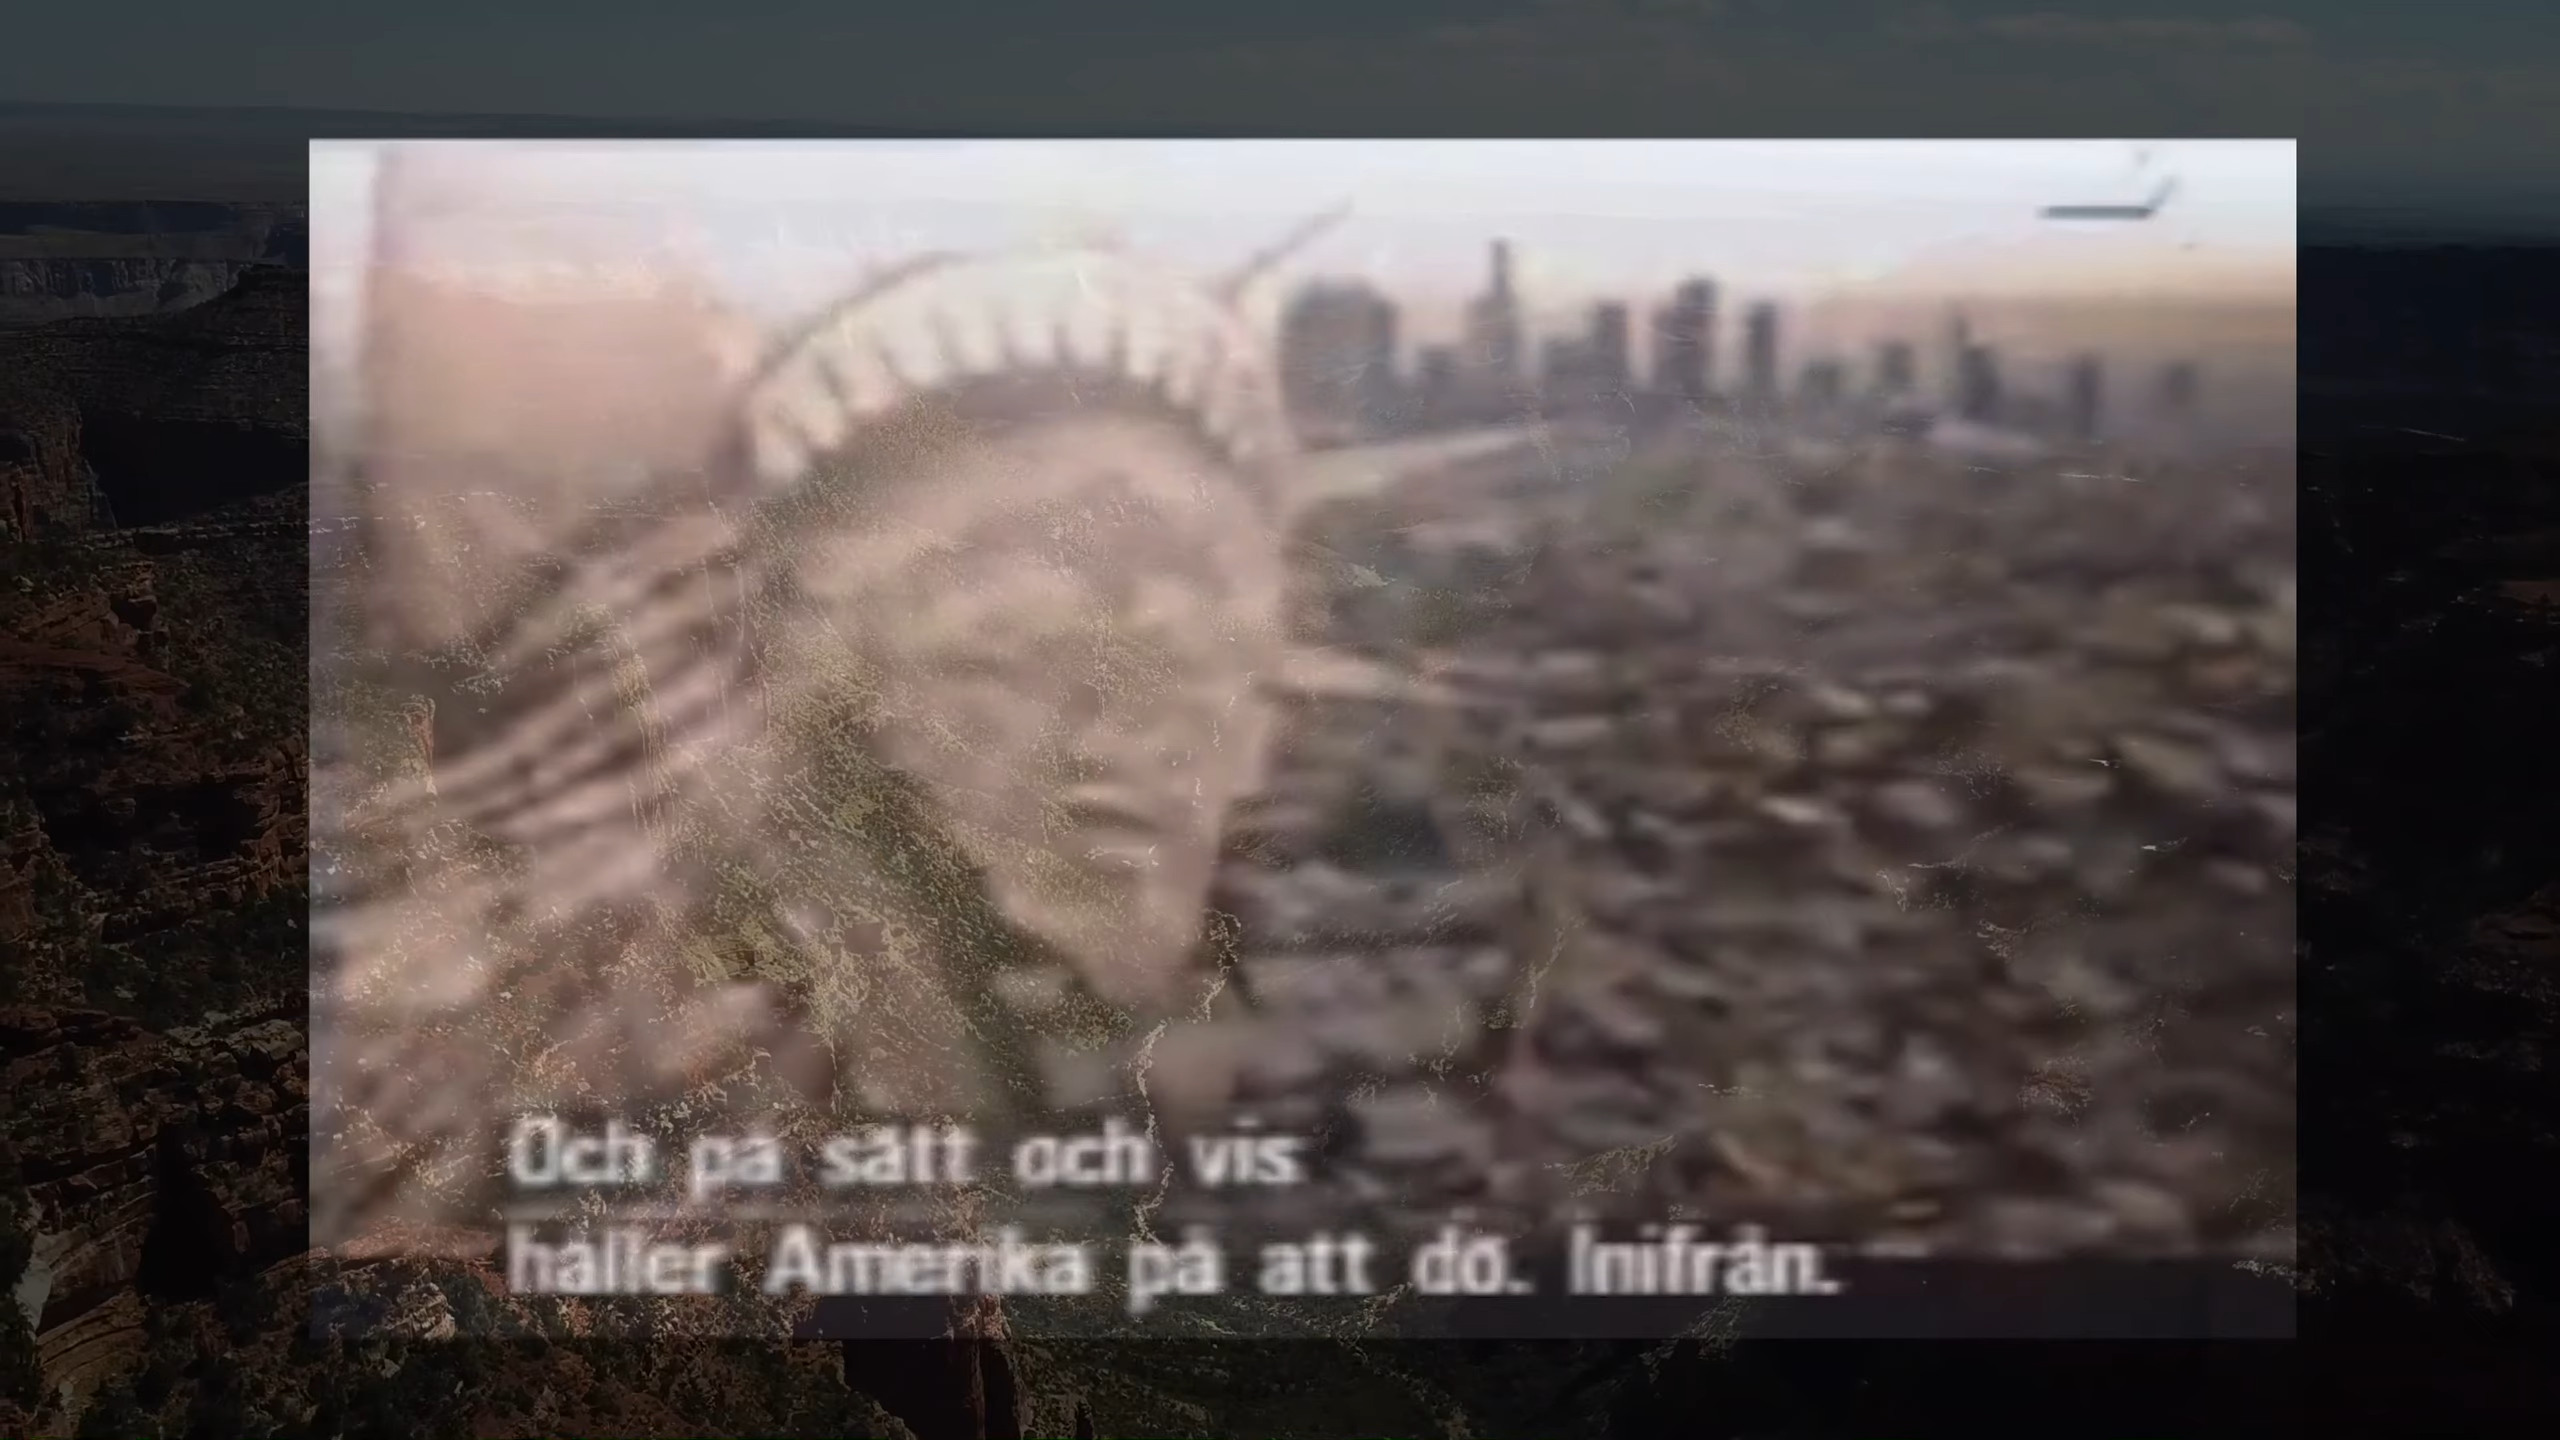 Och på sätt och vis
håller Amerika på att dö. Inifrån.